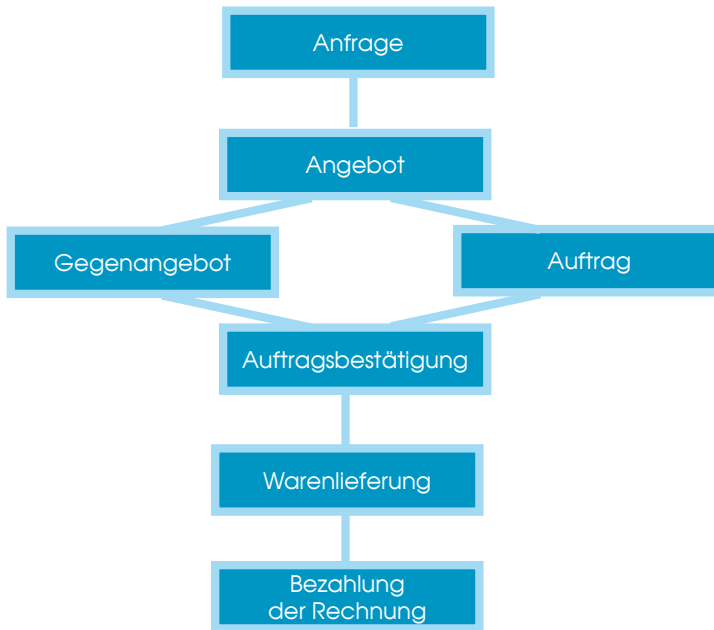 Anfrage
Angebot
Gegenangebot
Auftrag
Auftragsbestätigung
Warenlieferung
Bezahlung
der Rechnung